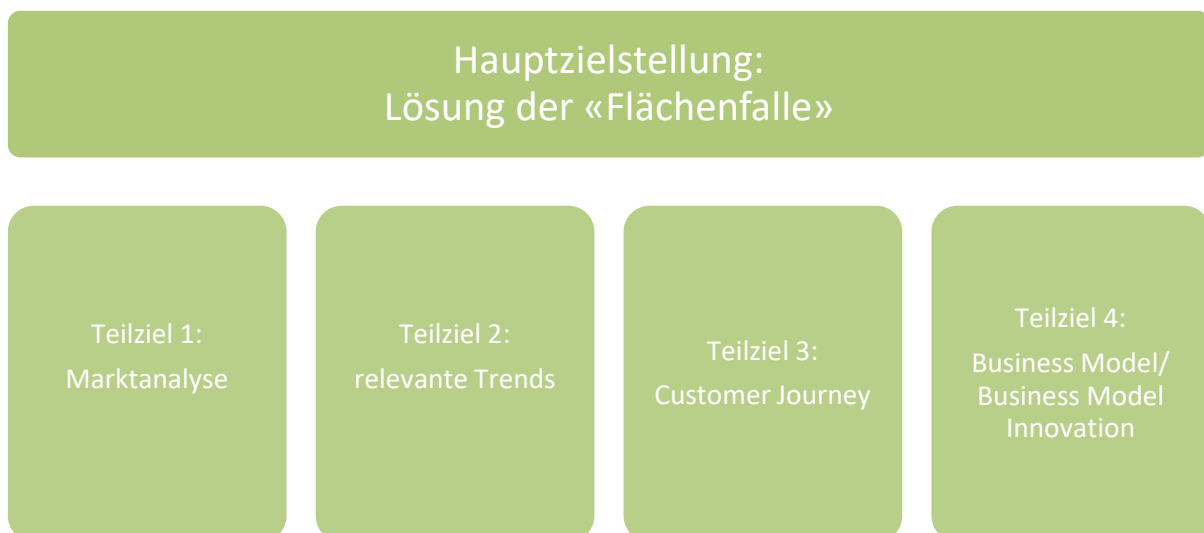 Hauptzielstellung:
Lösung der «Flächenfalle»
Teilziel 1:
Marktanalyse
Teilziel 2:
relevante Trends
Teilziel 3:
Customer Journey
Teilziel 4:
Business Model/
Business Model
Innovation